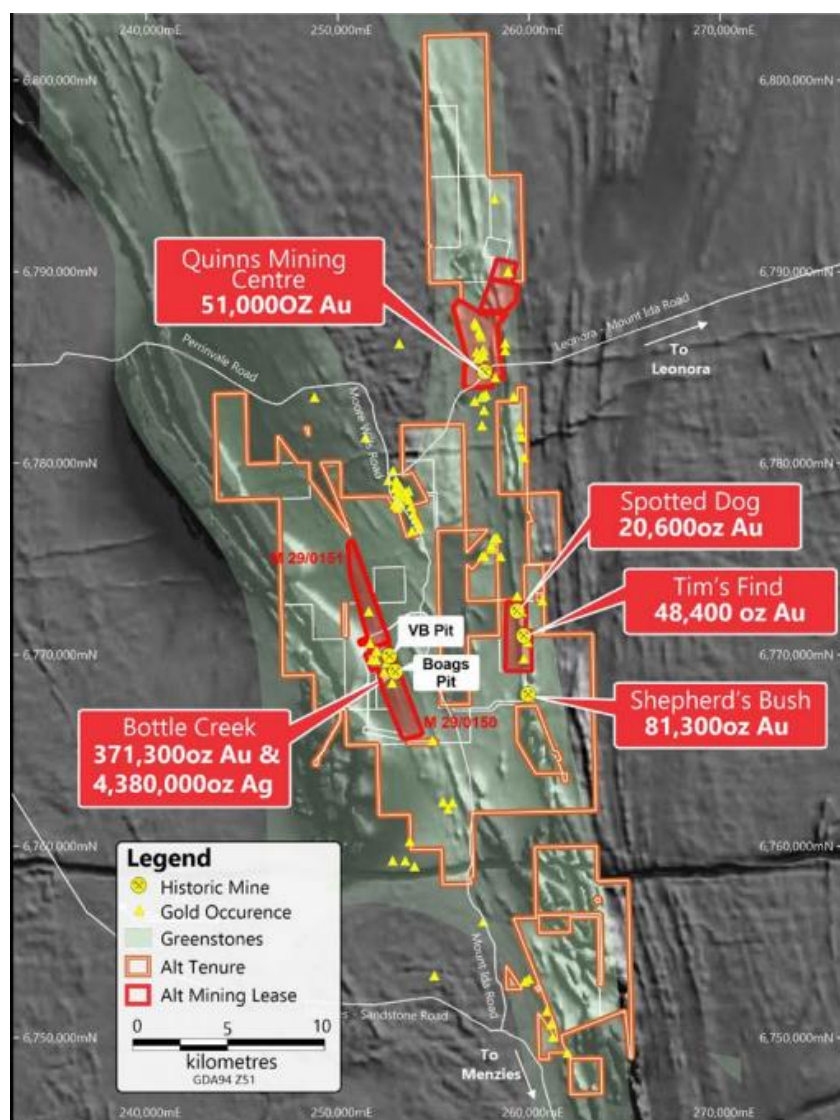 240,000mE
250,000mE
260,000mE
270,000mE
6,800,000mN
6,800,000mN
6,790,000mN
6,790,000mN
Quinns Mining
Centre
51,000OZ Au
Leonora - Mount Ida Road
To
Leonora
Perrinvale Road
Moore Well Road
6,780,000mN
6,780,000mN
Spotted Dog
20,600oz Au
M 29/0151
Tim's Find
48,400 oz Au
VB Pit
6,770,000mN
6,770,000mN
Boags
Pit
Shepherd's Bush
81,300oz Au
M 29/0150
Bottle Creek
371,300oz Au &
4,380,000oz Ag
6,760,000mN
6,760,000mN
Legend
Historic Mine
Gold Occurence
Greenstones
Alt Tenure
Alt Mining Lease
0 5 10
kilometres
GDA94 Z51
Mount Ida Road
- Sandstone Road
6,750,000mN
6,750,000mN
To
Menzies
240,000mE
250,000mE
260,000mE
270,000mE